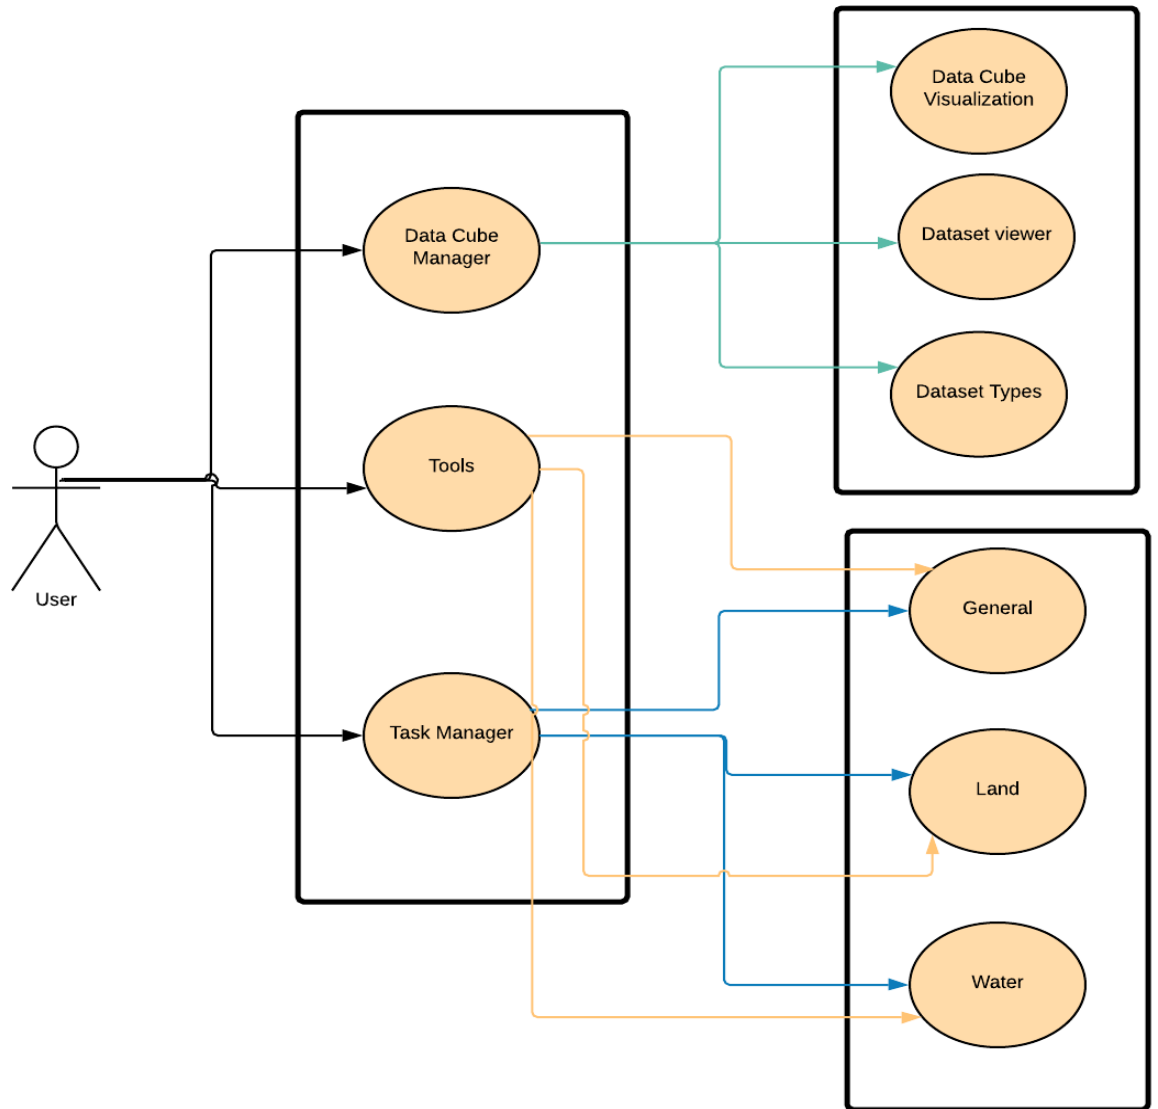 Data Cube
Visualization
Dataset viewer
Dataset Types
Data Cube
Manager
Tools
Task Manager
User
General
Land
Water